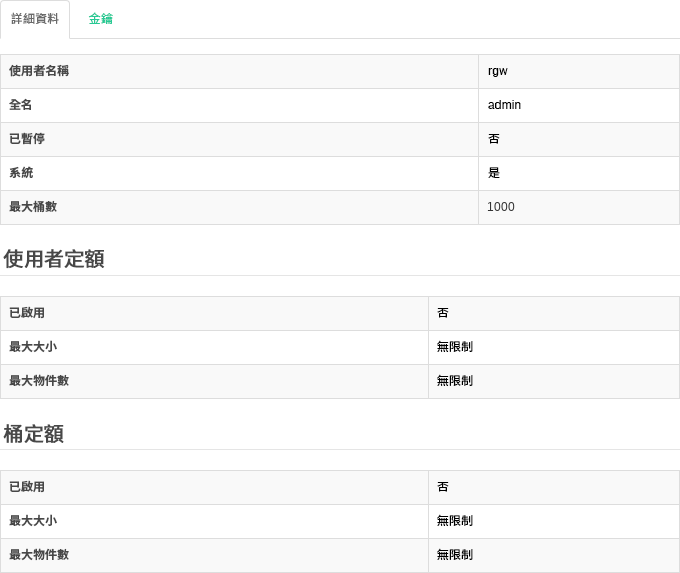 詳細資料 金鑰
使用者名稱 rgw
全名 admin
已暫停 否
系統 是
最大桶數 1000
使用者定額
已啟用 否
最大大小 無限制
最大物件數 無限制
桶定額
已啟用 否
最大大小 無限制
最大物件數 無限制